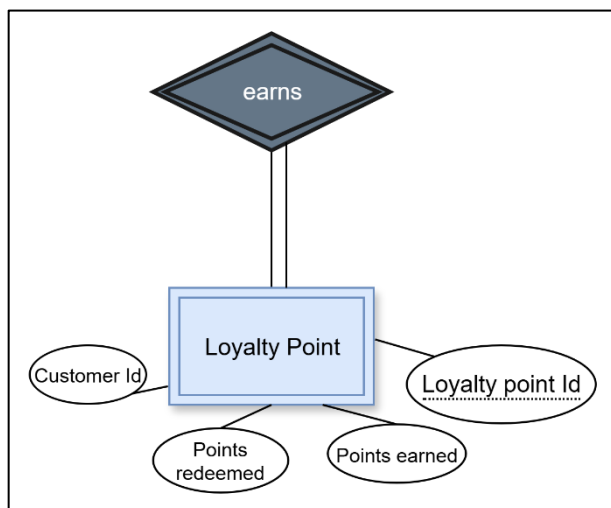 earns
Loyalty Point
Customer Id
Loyalty point Id
Points
redeemed
Points earned